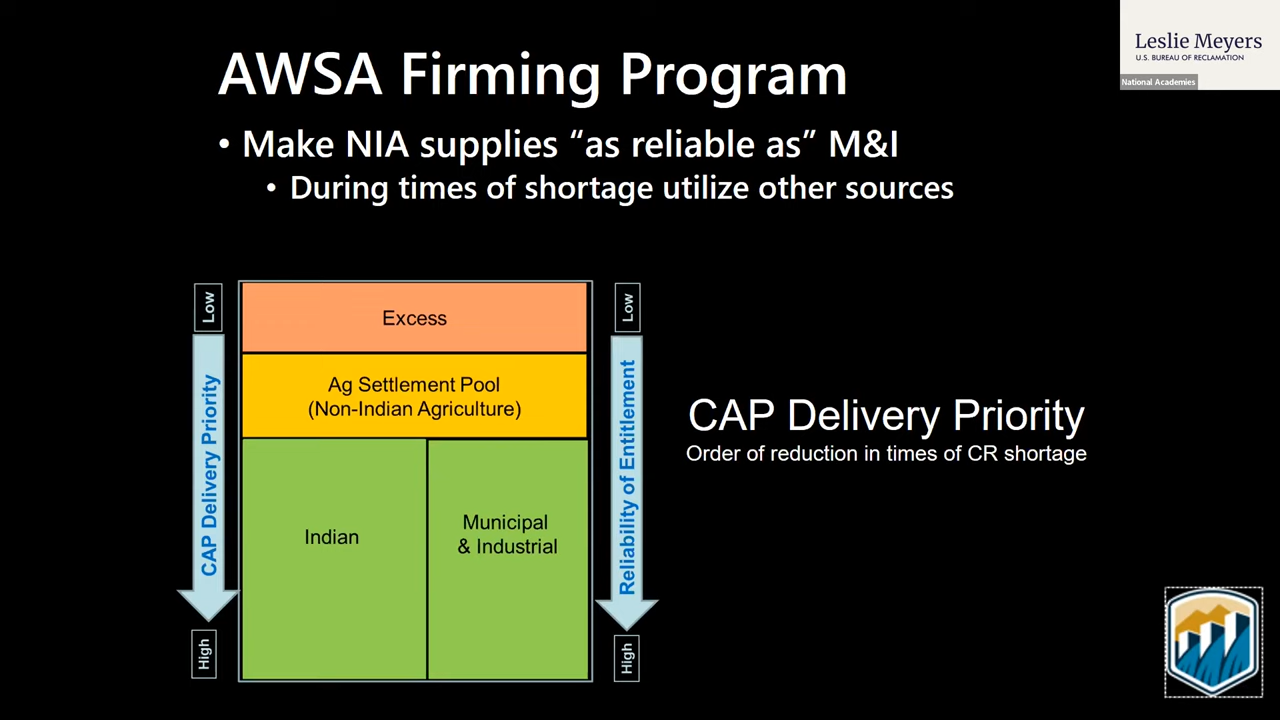 Leslie Meyers
U.S. BUREAU OF RECLAMATION
National Academies
AWSA Firming Program
• Make NIA supplies “as reliable as” M&I
• During times of shortage utilize other sources
Low
CAP Delivery Priority
High
Excess
Ag Settlement Pool
(Non-Indian Agriculture)
Indian
Municipal
& Industrial
Low
Reliability of Entitlement
High
CAP Delivery Priority
Order of reduction in times of CR shortage